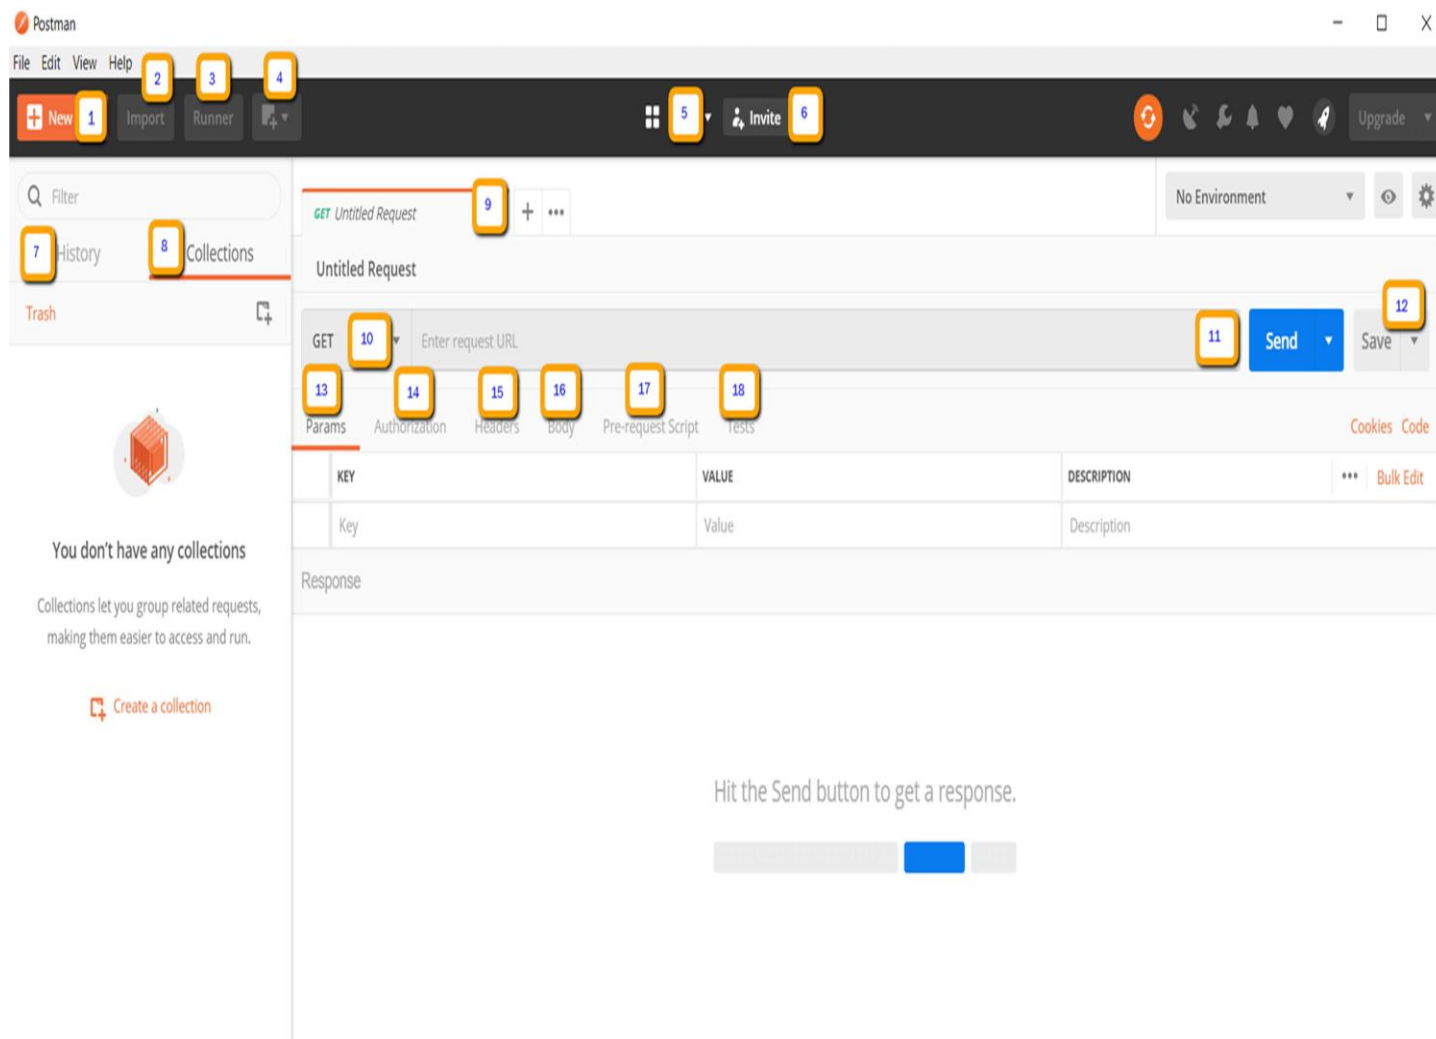 Postman
File Edit View Help
2 3 4
New 1 Import Runner 5 Invite 6 Upgrade
Filter
GET Untitled Request 9 + ••• No Environment
7 History 8 Collections
Untitled Request
Trash
12
GET 10 Enter request URL 11 Send Save
13 14 15 16 17 18
Params Authorization Headers Body Pre-request Script Tests Cookies Code
KEY VALUE DESCRIPTION ••• Bulk Edit
Key Value Description
You don't have any collections
Response
Collections let you group related requests,
making them easier to access and run.
Create a collection
Hit the Send button to get a response.